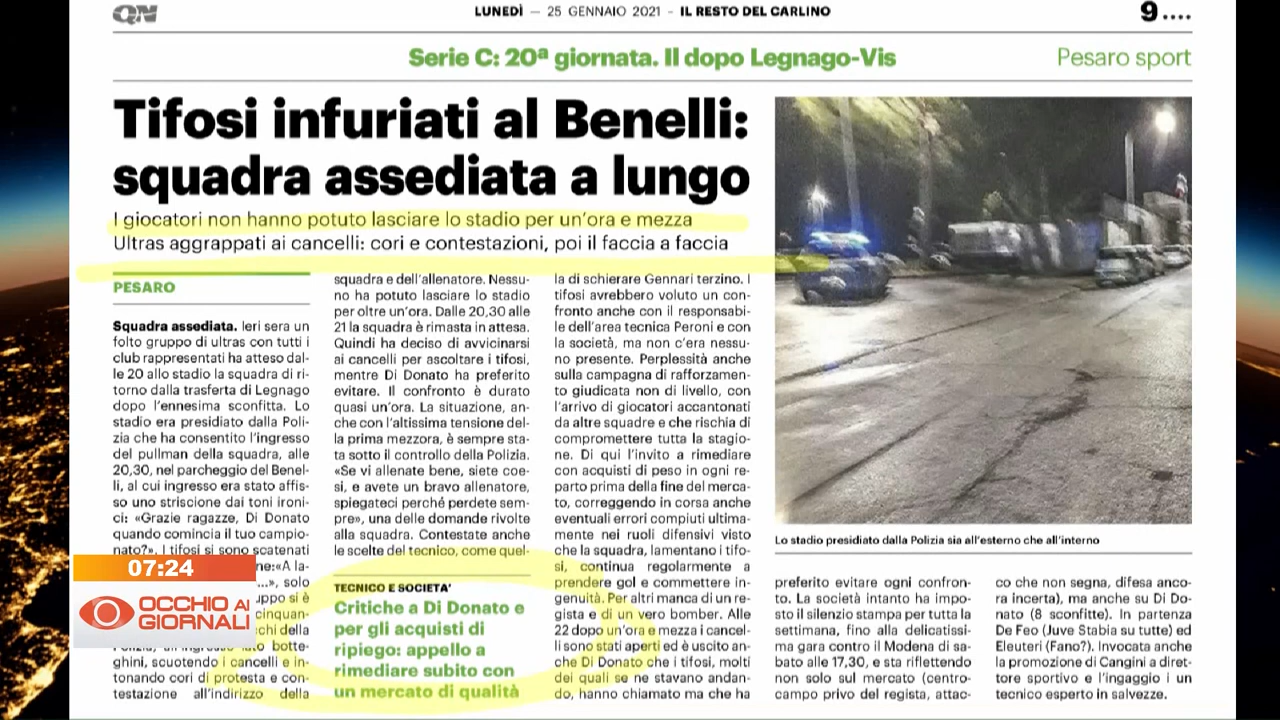 QN
LUNEDÌ — 25 GENNAIO 2021 – IL RESTO DEL CARLINO
9 ....
Serie C: 20ª giornata. Il dopo Legnago-Vis
Pesaro sport
Tifosi infuriati al Benelli:
squadra assediata a lungo
I giocatori non hanno potuto lasciare lo stadio per un'ora e mezza
Ultras aggrappati ai cancelli: cori e contestazioni, poi il faccia a faccia
PESARO
Squadra assediata. Ieri sera un
folto gruppo di ultras con tutti i
club rappresentati ha atteso dal-
le 20 allo stadio la squadra di ri-
torno dalla trasferta di Legnago
dopo l'ennesima sconfitta. Lo
stadio era presidiato dalla Poli-
zia che ha consentito l'ingresso
del pullman della squadra, alle
20,30, nel parcheggio del Benel-
li, al cui ingresso era stato affis-
so uno striscione dai toni ironi-
ci: «Grazie ragazze, Di Donato
quando comincia il tuo campio-
nato?». I tifosi si sono scatenati
ne:«A la-
...», solo
uppo si è
cinquan-
chi della
ghini, scuotendo i cancelli e in-
tonando cori di protesta e con-
testazione all'indirizzo della
squadra e dell'allenatore. Nessu-
no ha potuto lasciare lo stadio
per oltre un'ora. Dalle 20,30 alle
21 la squadra è rimasta in attesa.
Quindi ha deciso di avvicinarsi
ai cancelli per ascoltare i tifosi,
mentre Di Donato ha preferito
evitare. Il confronto è durato
quasi un'ora. La situazione, an-
che con l'altissima tensione del-
la prima mezzora, è sempre sta-
ta sotto il controllo della Polizia.
«Se vi allenate bene, siete coe-
si, e avete un bravo allenatore,
spiegateci perché perdete sem-
pre», una delle domande rivolte
alla squadra. Contestate anche
le scelte del tecnico, come quel-
TECNICO E SOCIETA'
Critiche a Di Donato e
per gli acquisti di
ripiego: appello a
rimediare subito con
un mercato di qualità
la di schierare Gennari terzino. I
tifosi avrebbero voluto un con-
fronto anche con il responsabi-
le dell'area tecnica Peroni e con
la società, ma non c'era nessu-
no presente. Perplessità anche
sulla campagna di rafforzamen-
to giudicata non di livello, con
l'arrivo di giocatori accantonati
da altre squadre e che rischia di
compromettere tutta la stagio-
ne. Di qui l'invito a rimediare
con acquisti di peso in ogni re-
parto prima della fine del merca-
to, correggendo in corsa anche
eventuali errori compiuti ultima-
mente nei ruoli difensivi visto
che la squadra, lamentano i tifo-
si, continua regolarmente a
prendere gol e commettere in-
genuità. Per altri manca di un re-
gista e di un vero bomber. Alle
22 dopo un'ora e mezza i cancel-
li sono stati aperti ed è uscito an-
che Di Donato che i tifosi, molti
dei quali se ne stavano andan-
do, hanno chiamato ma che ha
Lo stadio presidiato dalla Polizia sia all'esterno che all'interno
preferito evitare ogni confron-
to. La società intanto ha impo-
sto il silenzio stampa per tutta la
settimana, fino alla delicatissi-
ma gara contro il Modena di sa-
bato alle 17,30, e sta riflettendo
non solo sul mercato (centro-
campo privo del regista, attac-
co che non segna, difesa anco-
ra incerta), ma anche su Di Do-
nato (8 sconfitte). In partenza
De Feo (Juve Stabia su tutte) ed
Eleuteri (Fano?). Invocata anche
la promozione di Cangini a diret-
tore sportivo e l'ingaggio i un
tecnico esperto in salvezze.
07:24
OCCHIO AI
GIORNALI